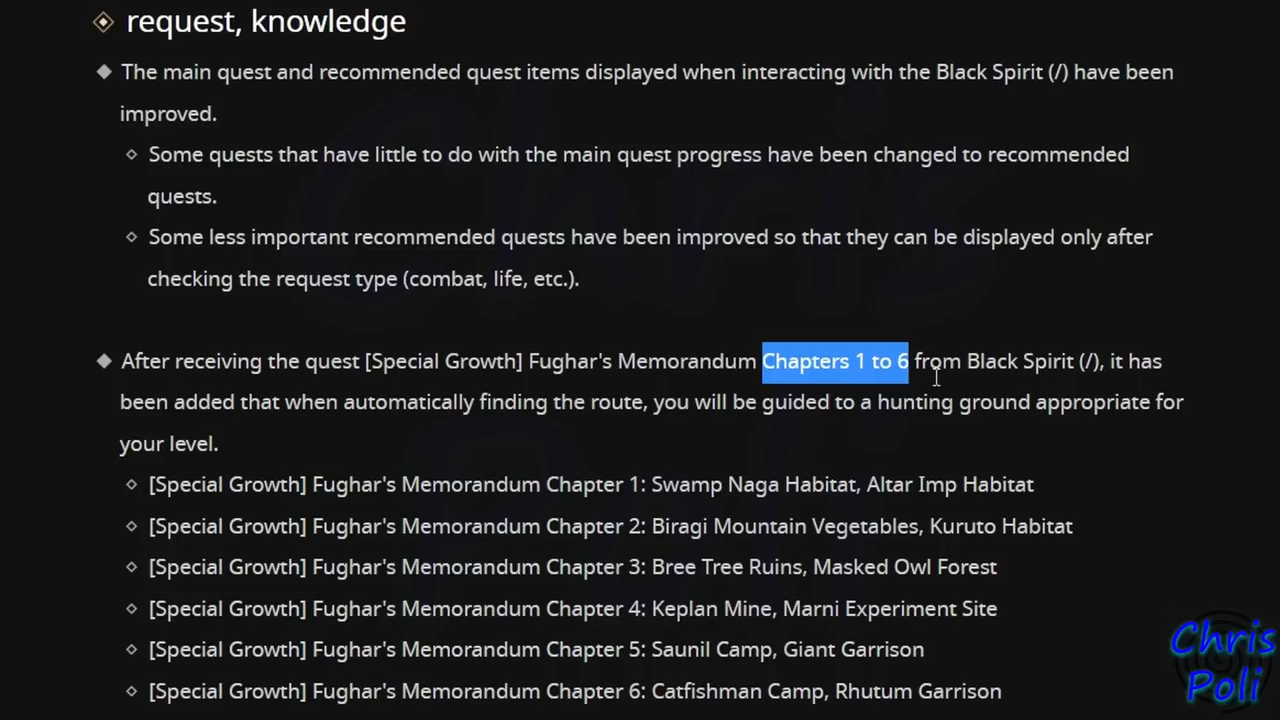 request, knowledge
The main quest and recommended quest items displayed when interacting with the Black Spirit (/) have been
improved.
Some quests that have little to do with the main quest progress have been changed to recommended
quests.
Some less important recommended quests have been improved so that they can be displayed only after
checking the request type (combat, life, etc.).
After receiving the quest [Special Growth] Fughar's Memorandum Chapters 1 to 6 from Black Spirit (/), it has
been added that when automatically finding the route, you will be guided to a hunting ground appropriate for
your level.
[Special Growth] Fughar's Memorandum Chapter 1: Swamp Naga Habitat, Altar Imp Habitat
[Special Growth] Fughar's Memorandum Chapter 2: Biragi Mountain Vegetables, Kuruto Habitat
[Special Growth] Fughar's Memorandum Chapter 3: Bree Tree Ruins, Masked Owl Forest
[Special Growth] Fughar's Memorandum Chapter 4: Keplan Mine, Marni Experiment Site
[Special Growth] Fughar's Memorandum Chapter 5: Saunil Camp, Giant Garrison
[Special Growth] Fughar's Memorandum Chapter 6: Catfishman Camp, Rhutum Garrison
Chris
Poli